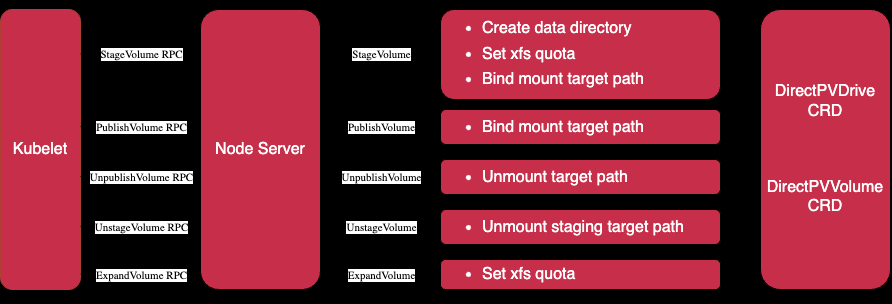 Kubelet
StageVolume RPC
PublishVolume RPC
UnpublishVolume RPC
UnstageVolume RPC
ExpandVolume RPC
Node Server
StageVolume
PublishVolume
UnpublishVolume
UnstageVolume
ExpandVolume
• Create data directory
• Set xfs quota
• Bind mount target path
• Bind mount target path
• Unmount target path
• Unmount staging target path
• Set xfs quota
DirectPVDrive
CRD
DirectPVVolume
CRD